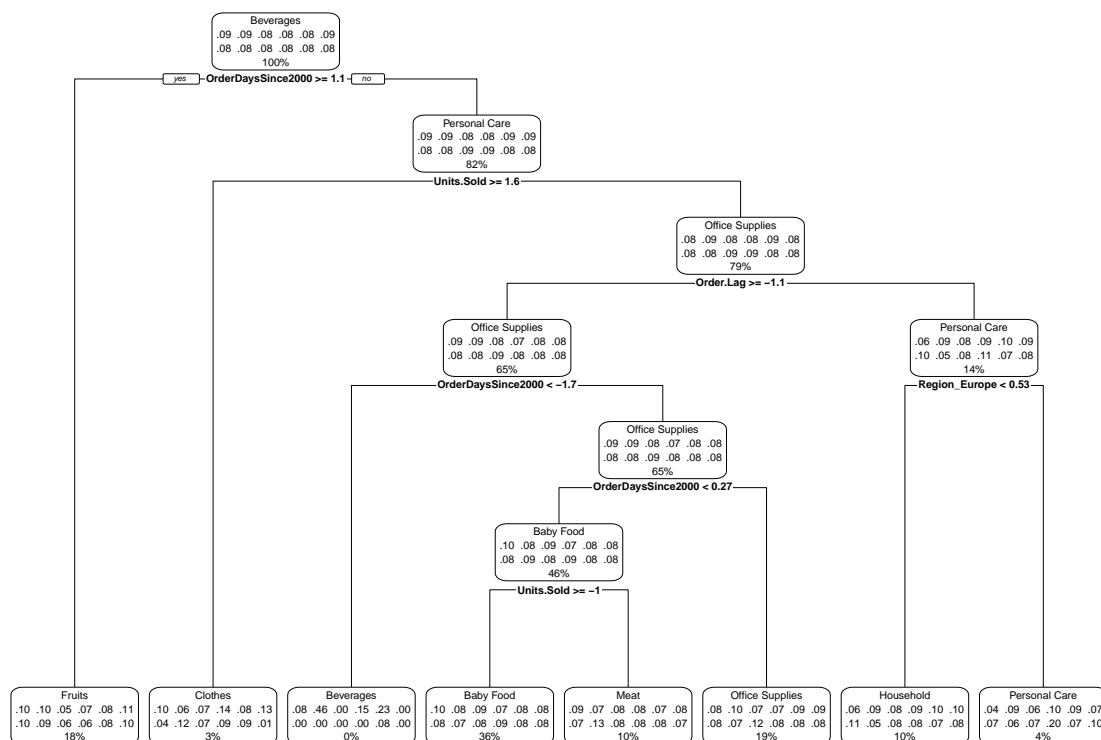 Beverages
.09 .09 .08 .08 .08 .09
.08 .08 .08 .08 .08 .08
100%
yes OrderDaysSince2000 >= 1.1 no
Personal Care
.09 .09 .08 .08 .09 .09
.08 .08 .09 .09 .08 .08
82%
Units.Sold >= 1.6
Office Supplies
.08 .09 .08 .08 .09 .08
.08 .08 .09 .09 .08 .08
79%
Order.Lag >= −1.1
Office Supplies
.09 .09 .08 .07 .08 .08
.08 .08 .09 .08 .08 .08
65%
OrderDaysSince2000 < −1.7
Personal Care
.06 .09 .08 .09 .10 .09
.10 .05 .08 .11 .07 .08
14%
Region_Europe < 0.53
Office Supplies
.09 .09 .08 .07 .08 .08
.08 .08 .09 .08 .08 .08
65%
OrderDaysSince2000 < 0.27
Baby Food
.10 .08 .09 .07 .08 .08
.08 .09 .08 .09 .08 .08
46%
Units.Sold >= −1
Fruits
.10 .10 .05 .07 .08 .11
.10 .09 .06 .06 .08 .10
18%
Clothes
.10 .06 .07 .14 .08 .13
.04 .12 .07 .09 .09 .01
3%
Beverages
.08 .46 .00 .15 .23 .00
.00 .00 .00 .00 .08 .00
0%
Baby Food
.10 .08 .09 .07 .08 .08
.08 .07 .08 .09 .08 .08
36%
Meat
.09 .07 .08 .08 .07 .08
.07 .13 .08 .08 .08 .07
10%
Office Supplies
.08 .10 .07 .07 .09 .09
.08 .07 .12 .08 .08 .08
19%
Household
.06 .09 .08 .09 .10 .10
.11 .05 .08 .08 .07 .08
10%
Personal Care
.04 .09 .06 .10 .09 .07
.07 .06 .07 .20 .07 .10
4%